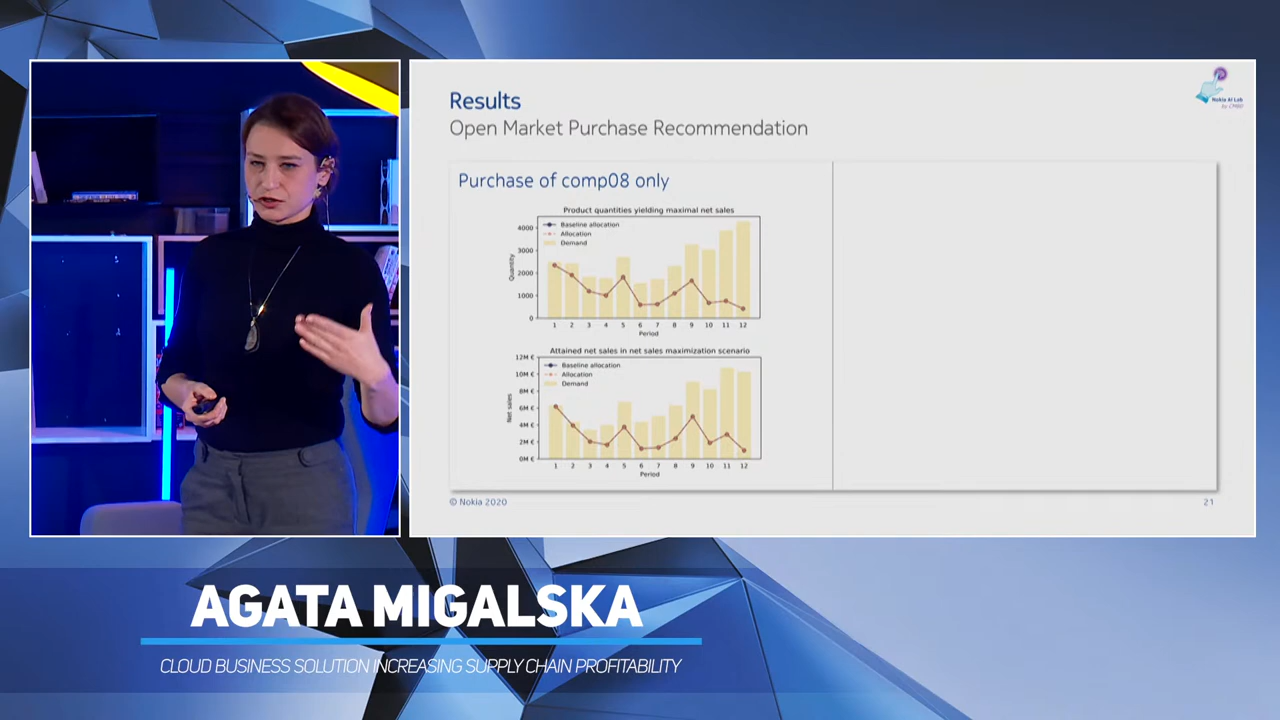 Results
Open Market Purchase Recommendation
Nokia AI Lab
by CMBO
Purchase of comp08 only
Product quantities yielding maximal net sales
Baseline allocation
Allocation
Demand
Quantity
4000
3000
2000
1000
0
1 2 3 4 5 6 7 8 9 10 11 12
Period
Attained net sales in net sales maximization scenario
Baseline allocation
Allocation
Demand
Net sales
12M €
10M €
8M €
6M €
4M €
2M €
0M €
1 2 3 4 5 6 7 8 9 10 11 12
Period
© Nokia 2020
21
AGATA MIGALSKA
CLOUD BUSINESS SOLUTION INCREASING SUPPLY CHAIN PROFITABILITY